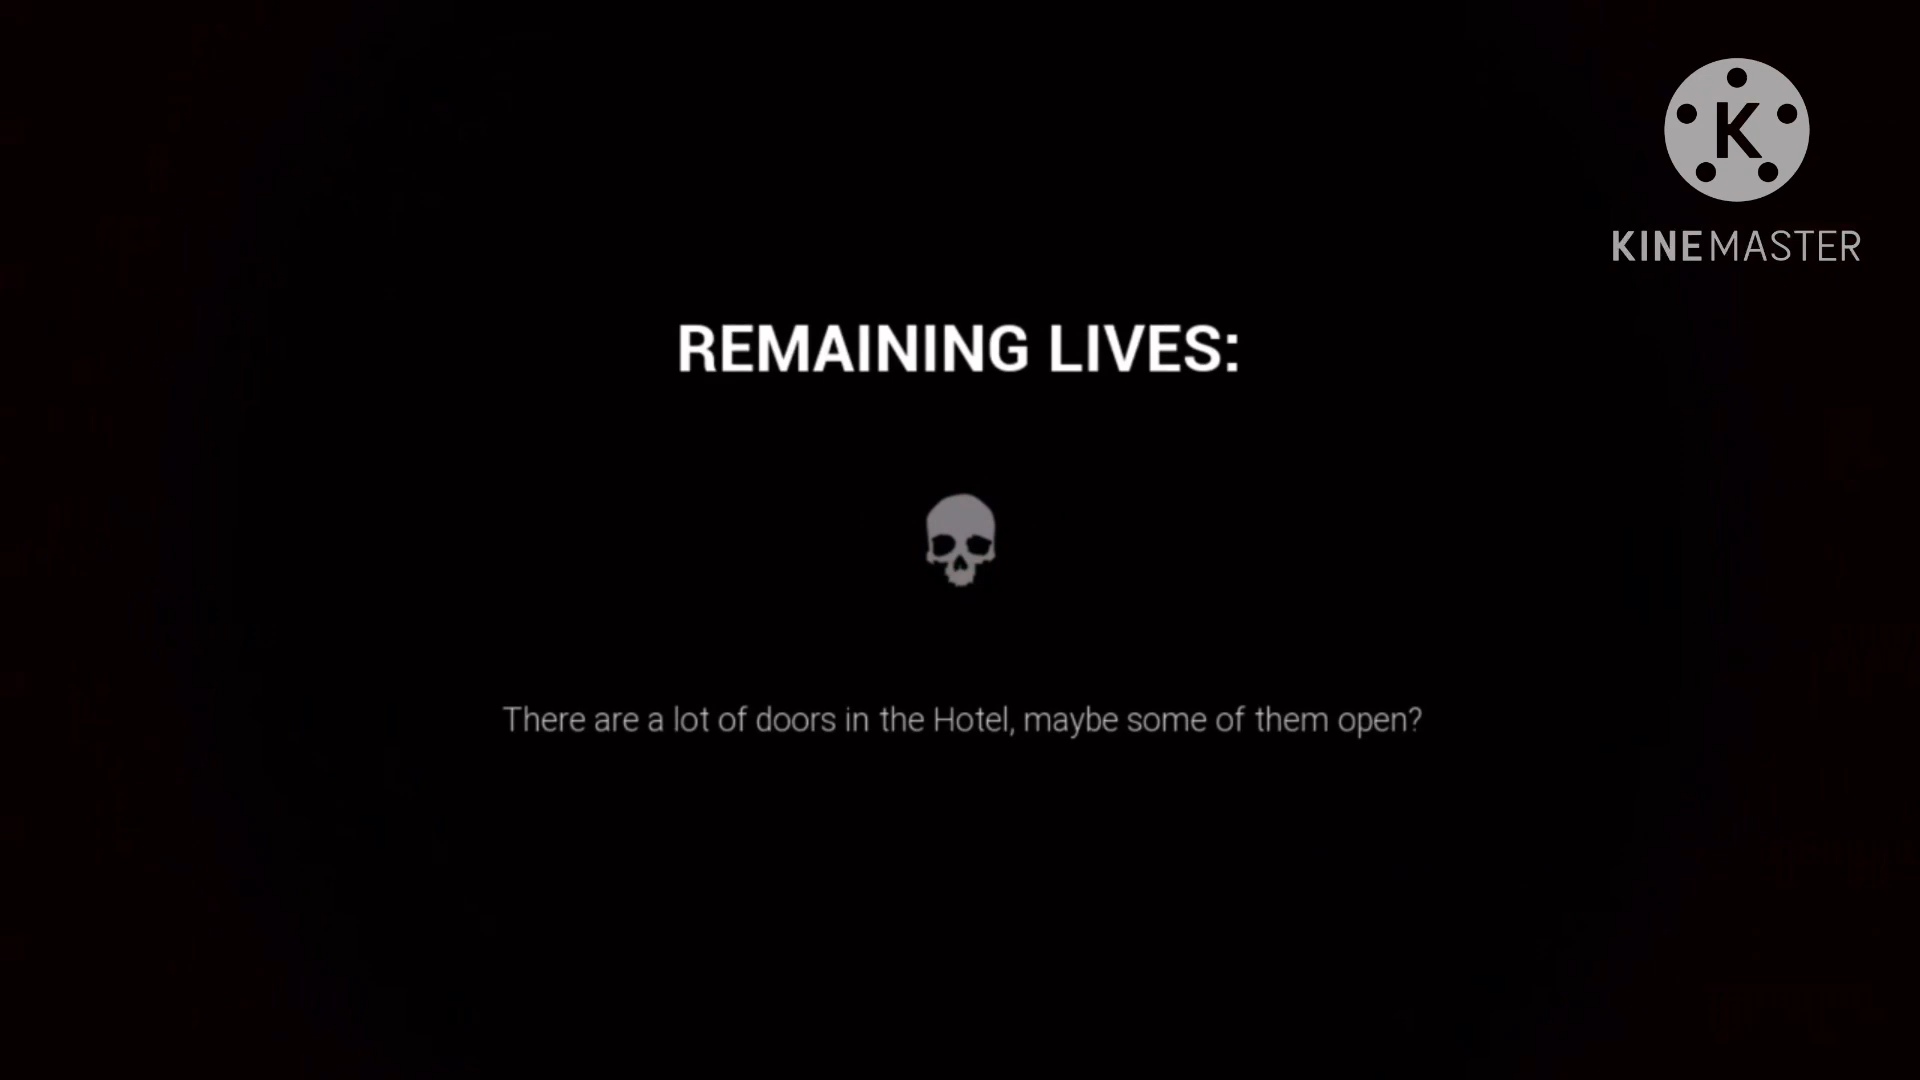 K
KINEMASTER
REMAINING LIVES:
There are a lot of doors in the Hotel, maybe some of them open?